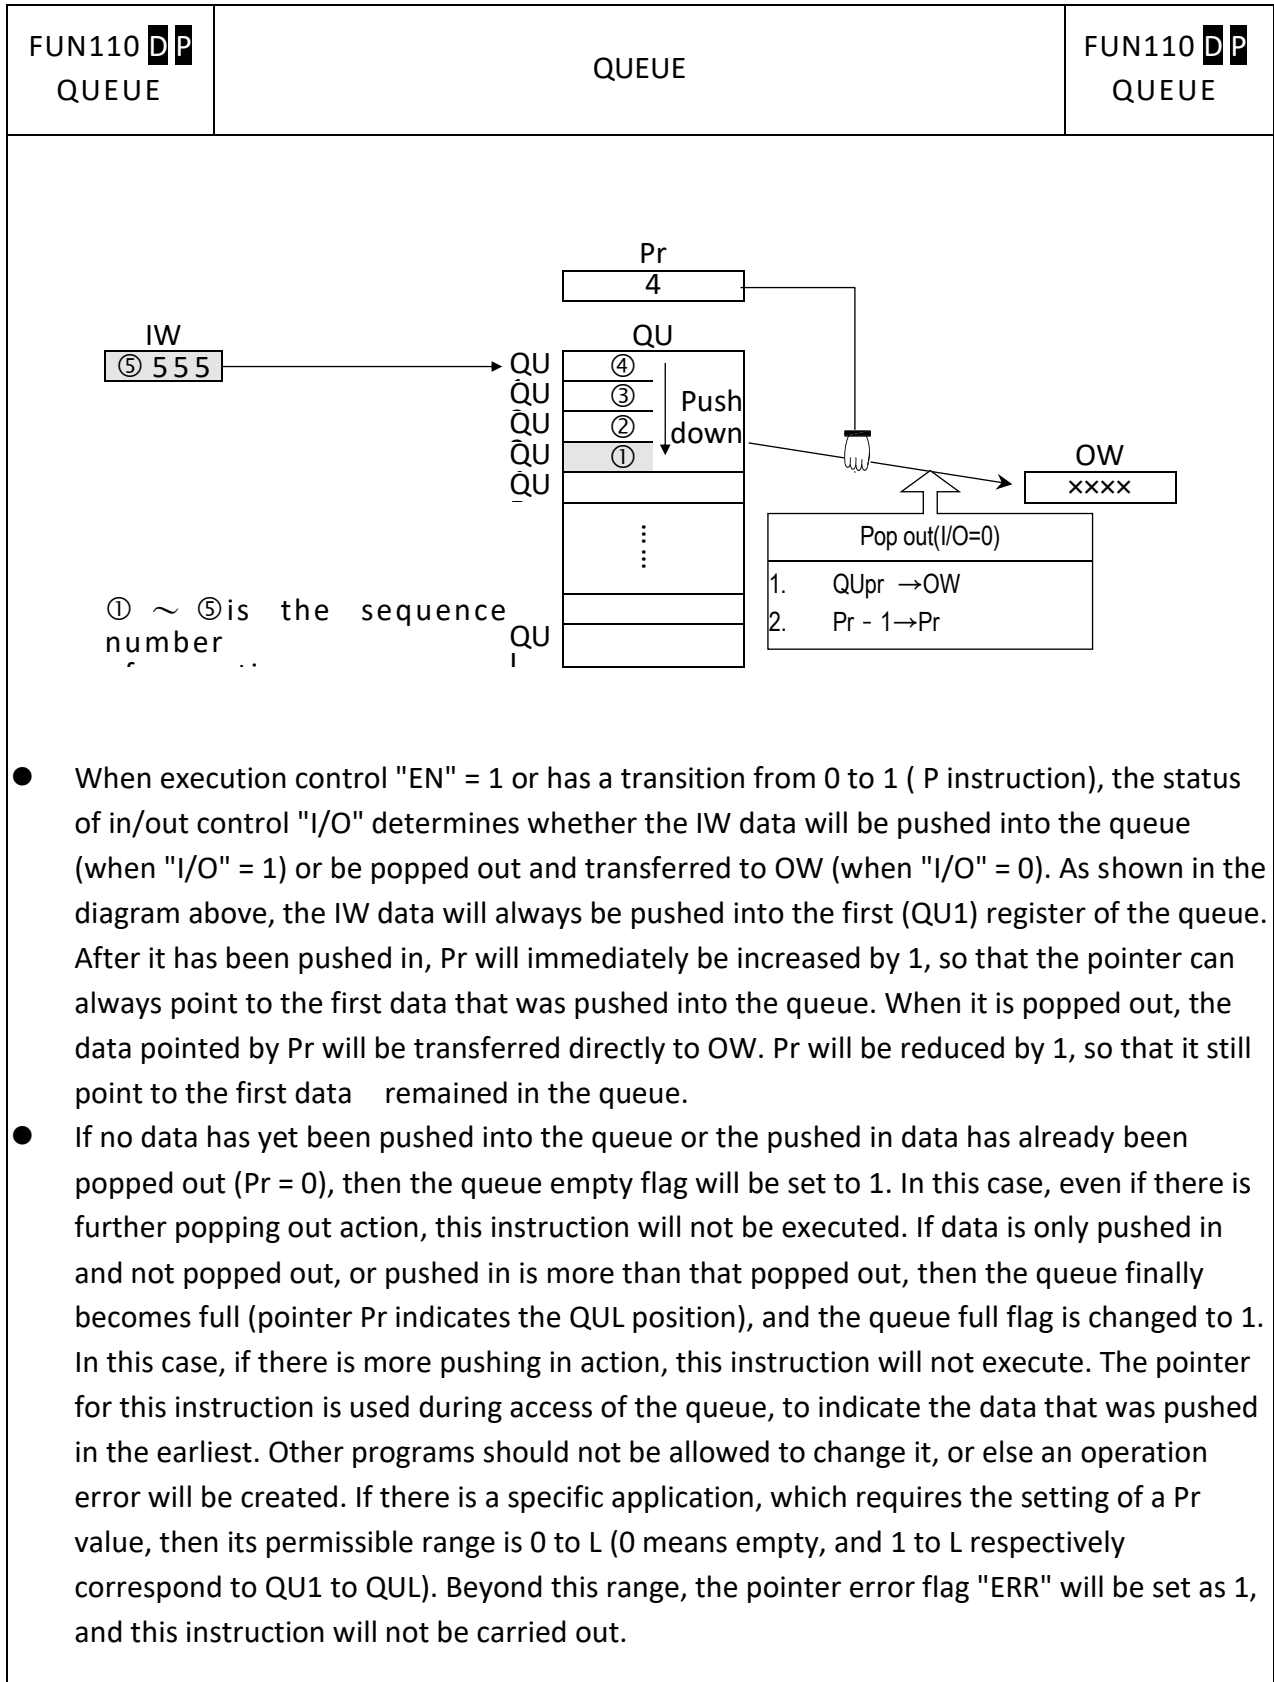 FUN110 D P
QUEUE
QUEUE
FUN110 D P
QUEUE
Pr
4
IW
QU
⑤ 555
QU ④
QU ③
Push
QU ②
down
QU ①
OW
QU
××××
Pop out(I/O=0)
1. QUpr →OW
2. Pr - 1→Pr
① ～ ⑤is the sequence
number
QU
● When execution control "EN" = 1 or has a transition from 0 to 1 ( P instruction), the status
of in/out control "I/O" determines whether the IW data will be pushed into the queue
(when "I/O" = 1) or be popped out and transferred to OW (when "I/O" = 0). As shown in the
diagram above, the IW data will always be pushed into the first (QU1) register of the queue.
After it has been pushed in, Pr will immediately be increased by 1, so that the pointer can
always point to the first data that was pushed into the queue. When it is popped out, the
data pointed by Pr will be transferred directly to OW. Pr will be reduced by 1, so that it still
point to the first data remained in the queue.
● If no data has yet been pushed into the queue or the pushed in data has already been
popped out (Pr = 0), then the queue empty flag will be set to 1. In this case, even if there is
further popping out action, this instruction will not be executed. If data is only pushed in
and not popped out, or pushed in is more than that popped out, then the queue finally
becomes full (pointer Pr indicates the QUL position), and the queue full flag is changed to 1.
In this case, if there is more pushing in action, this instruction will not execute. The pointer
for this instruction is used during access of the queue, to indicate the data that was pushed
in the earliest. Other programs should not be allowed to change it, or else an operation
error will be created. If there is a specific application, which requires the setting of a Pr
value, then its permissible range is 0 to L (0 means empty, and 1 to L respectively
correspond to QU1 to QUL). Beyond this range, the pointer error flag "ERR" will be set as 1,
and this instruction will not be carried out.